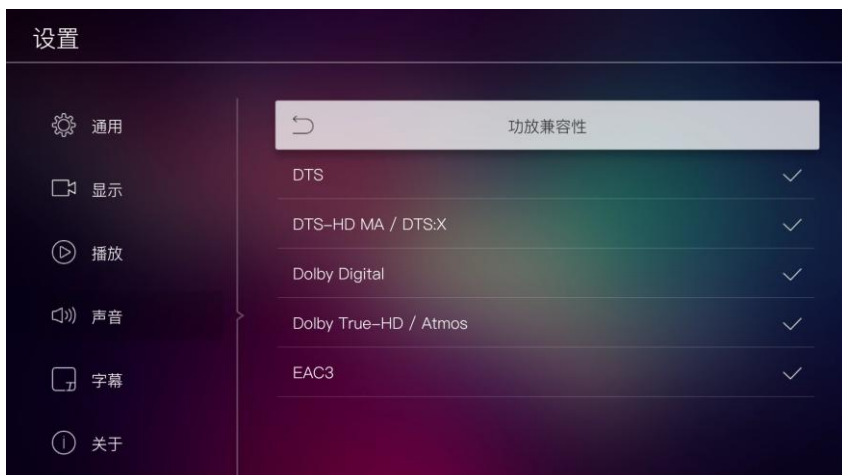 设置
通用
显示
播放
声音
字幕
关于
功放兼容性
DTS
DTS-HD MA / DTS:X
Dolby Digital
Dolby True-HD / Atmos
EAC3